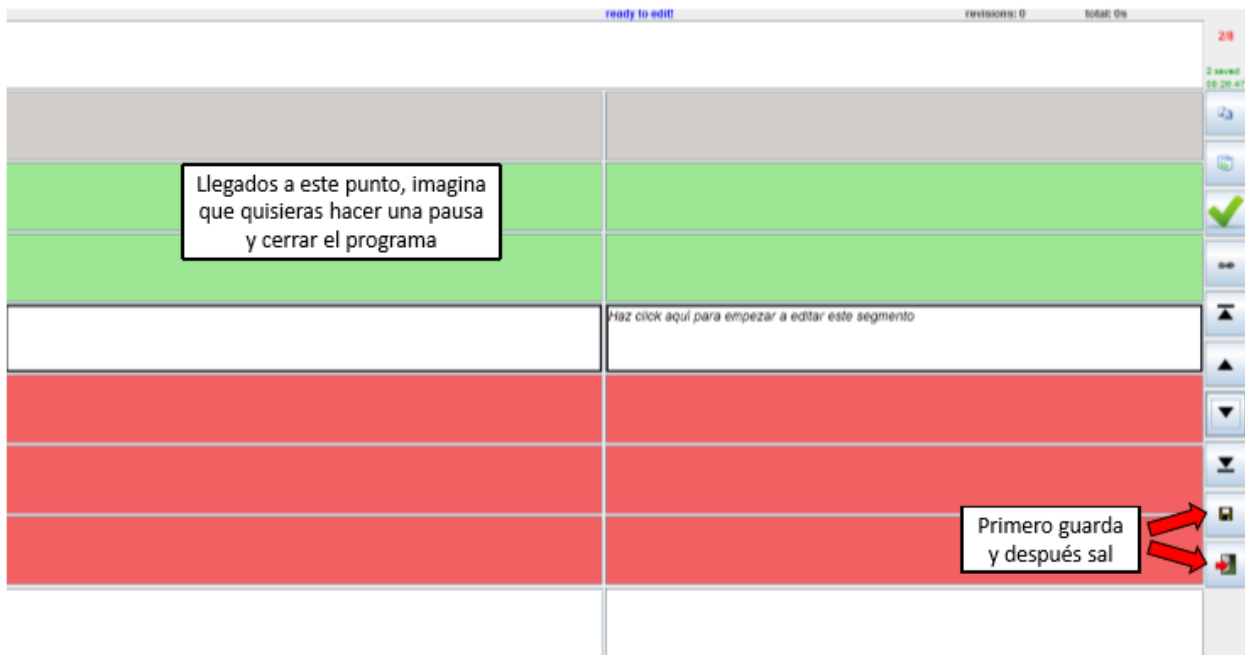 ready to edit!
revisions: 0
total: 0s
2/8
2 saved
Llegados a este punto, imagina
que quisieras hacer una pausa
y cerrar el programa
Haz click aquí para empezar a editar este segmento
Primero guarda
y después sal